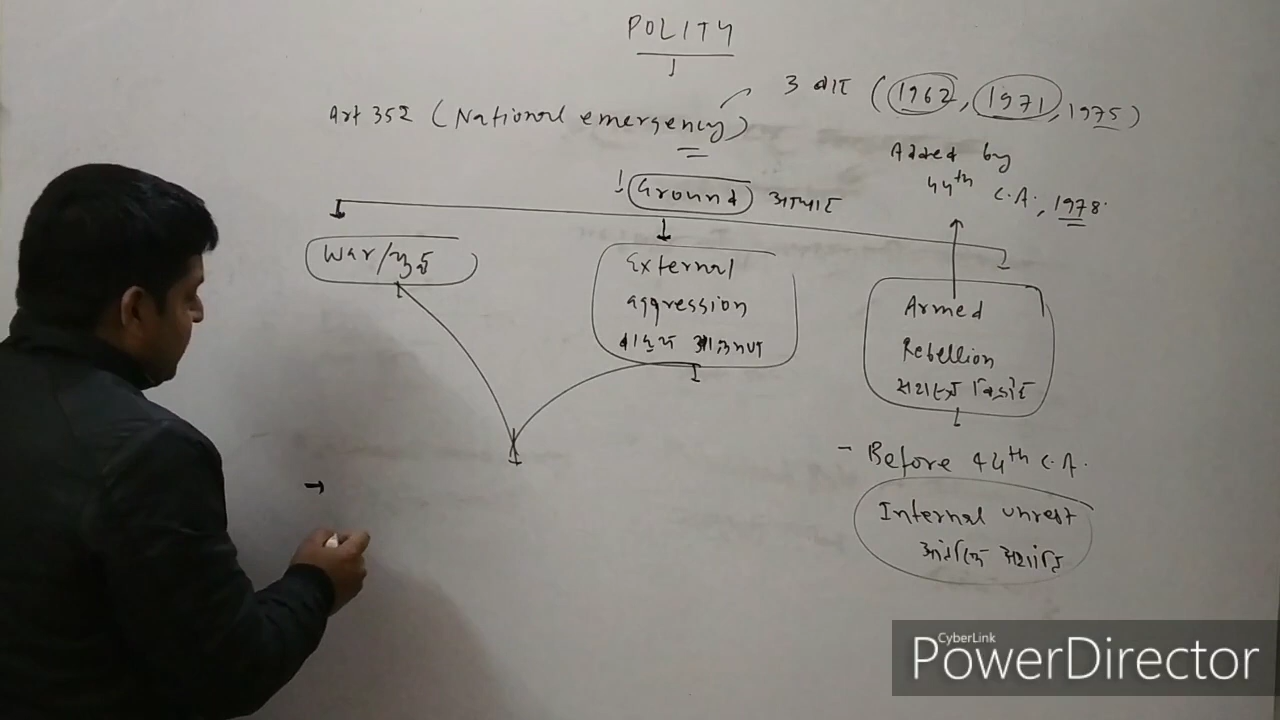 POLITY
3 बार (1962, 1971, 1975)
Art 352 (National emergency)
Added by
44th C.A., 1978.
Ground आधार
War/युद्ध
External
aggression
बाह्य आक्रमण
Armed
Rebellion
सशस्त्र विद्रोह
- Before 44th C.A.
Internal unrest
आंतरिक अशांति
CyberLink
PowerDirector